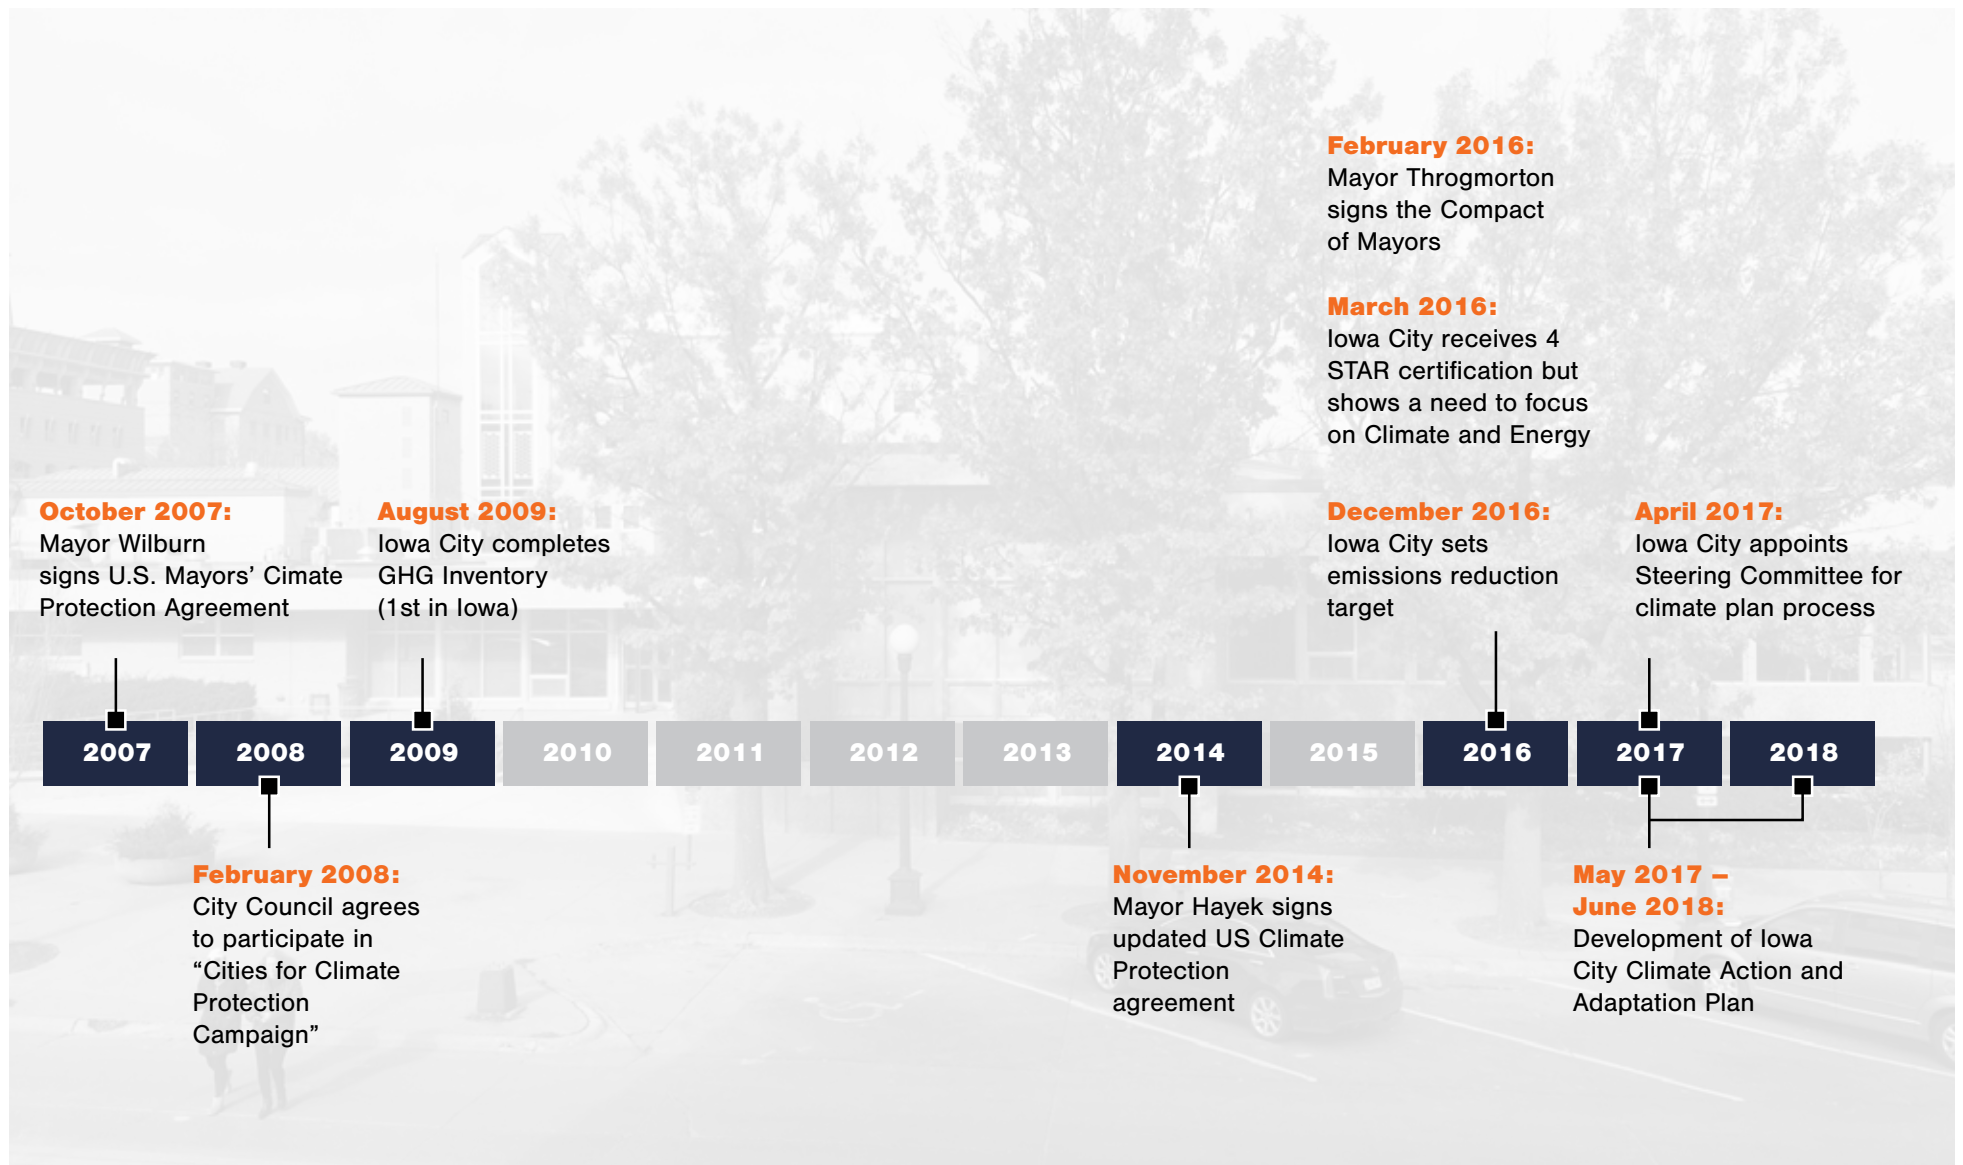 February 2016:
Mayor Throgmorton
signs the Compact
of Mayors
March 2016:
Iowa City receives 4
STAR certification but
shows a need to focus
on Climate and Energy
October 2007:
Mayor Wilburn
signs U.S. Mayors’ Cimate
Protection Agreement
August 2009:
Iowa City completes
GHG Inventory
(1st in Iowa)
December 2016:
Iowa City sets
emissions reduction
target
April 2017:
Iowa City appoints
Steering Committee for
climate plan process
2007
2008
2009
2010
2011
2012
2013
2014
2015
2016
2017
2018
February 2008:
City Council agrees
to participate in
“Cities for Climate
Protection
Campaign”
November 2014:
Mayor Hayek signs
updated US Climate
Protection
agreement
May 2017 –
June 2018:
Development of Iowa
City Climate Action and
Adaptation Plan